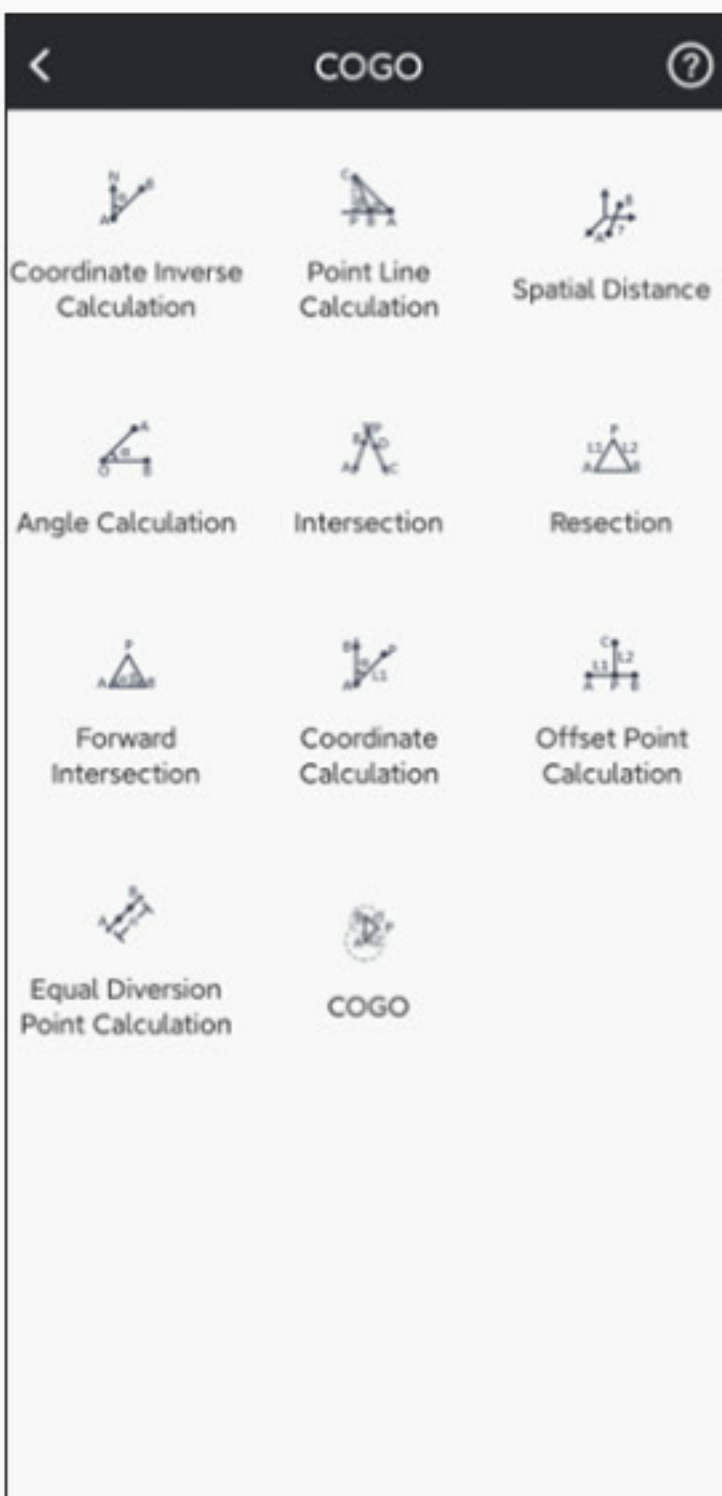 COGO
Coordinate Inverse
Calculation
Point Line
Calculation
Spatial Distance
Angle Calculation
Intersection
Resection
Forward
Intersection
Coordinate
Calculation
Offset Point
Calculation
Equal Diversion
Point Calculation
COGO